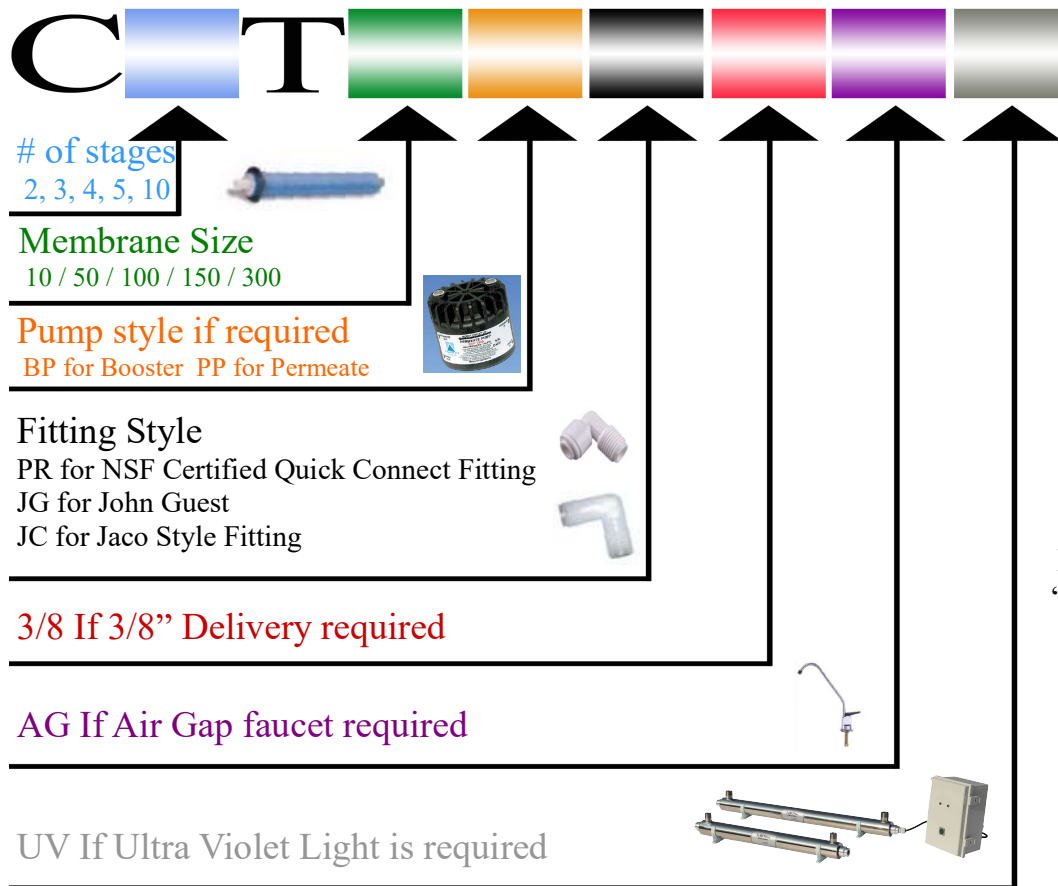 C T
# of stages
2, 3, 4, 5, 10
Membrane Size
10 / 50 / 100 / 150 / 300
Pump style if required
BP for Booster PP for Permeate
Fitting Style
PR for NSF Certified Quick Connect Fitting
JG for John Guest
JC for Jaco Style Fitting
3/8 If 3/8” Delivery required
AG If Air Gap faucet required
UV If Ultra Violet Light is required